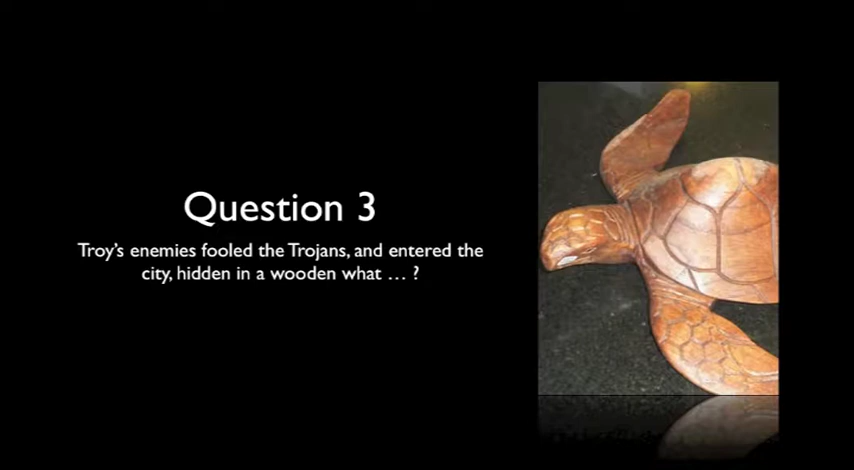 Question 3
Troy's enemies fooled the Trojans, and entered the
city, hidden in a wooden what ... ?